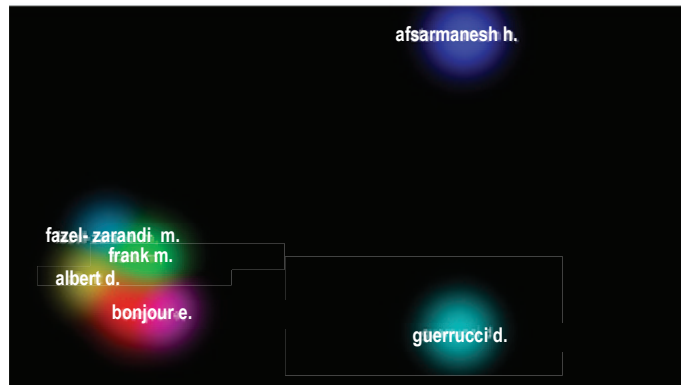 afsarmanesh h.
fazel- zarandi m.
frank m.
albert d.
bonjour e.
guerrucci d.